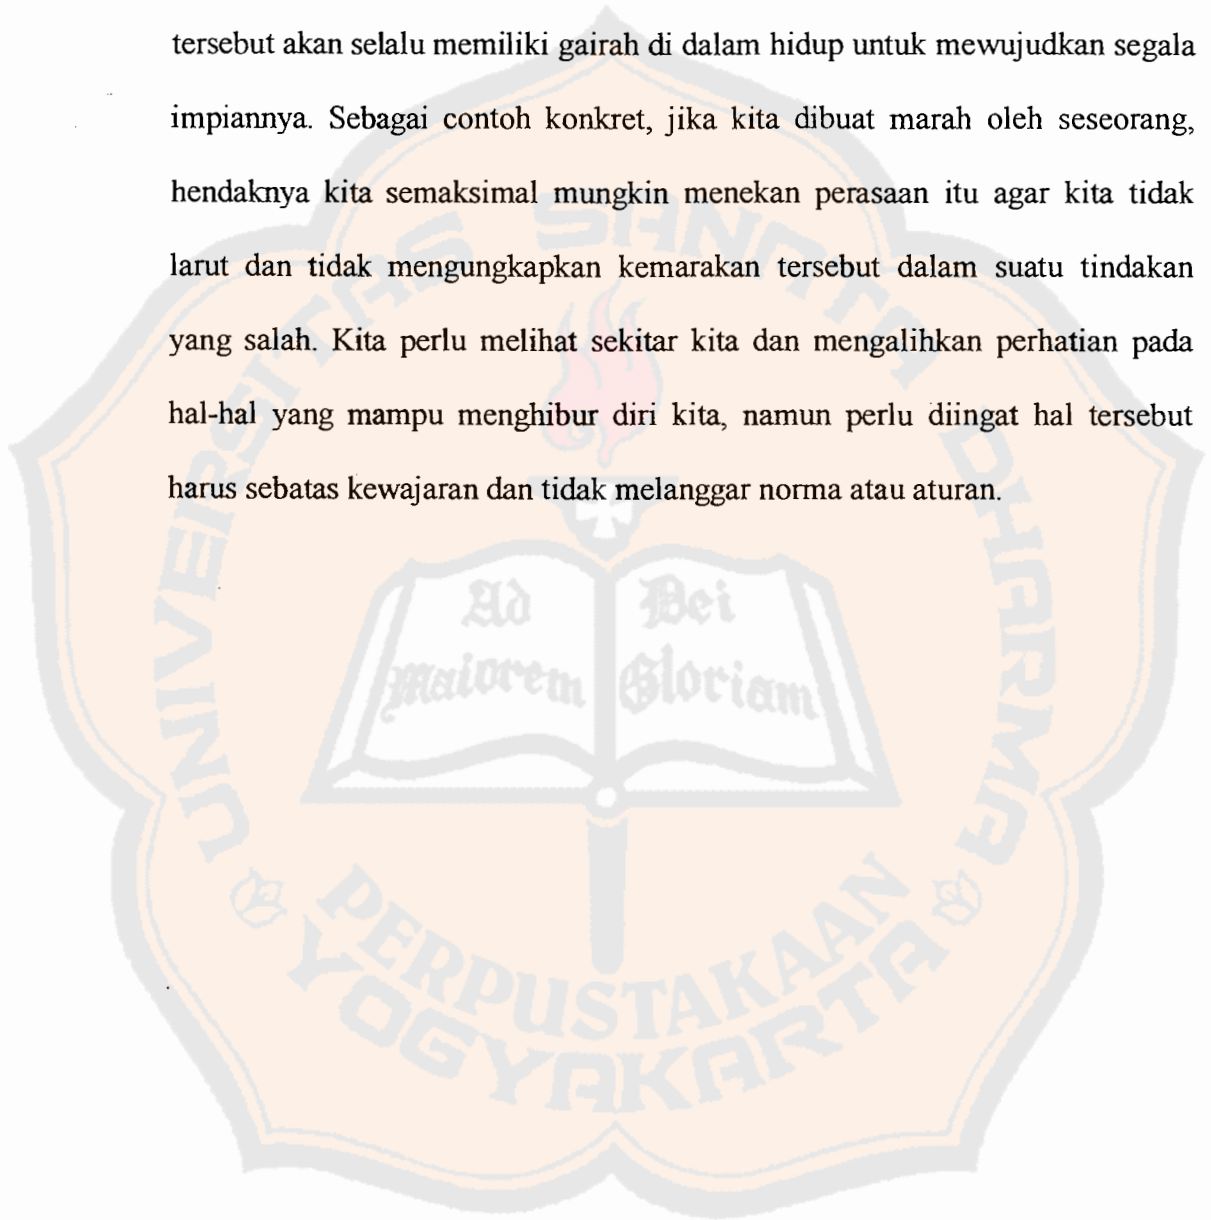 tersebut akan selalu memiliki gairah di dalam hidup untuk mewujudkan segala
impiannya. Sebagai contoh konkret, jika kita dibuat marah oleh seseorang,
hendaknya kita semaksimal mungkin menekan perasaan itu agar kita tidak
larut dan tidak mengungkapkan kemarakan tersebut dalam suatu tindakan
yang salah. Kita perlu melihat sekitar kita dan mengalihkan perhatian pada
hal-hal yang mampu menghibur diri kita, namun perlu diingat hal tersebut
harus sebatas kewajaran dan tidak melanggar norma atau aturan.
UNIVERSITAS SANATA DHARMA
Ad
maiorem
Dei
Gloriam
PERPUSTAKAAN
YOGYAKARTA